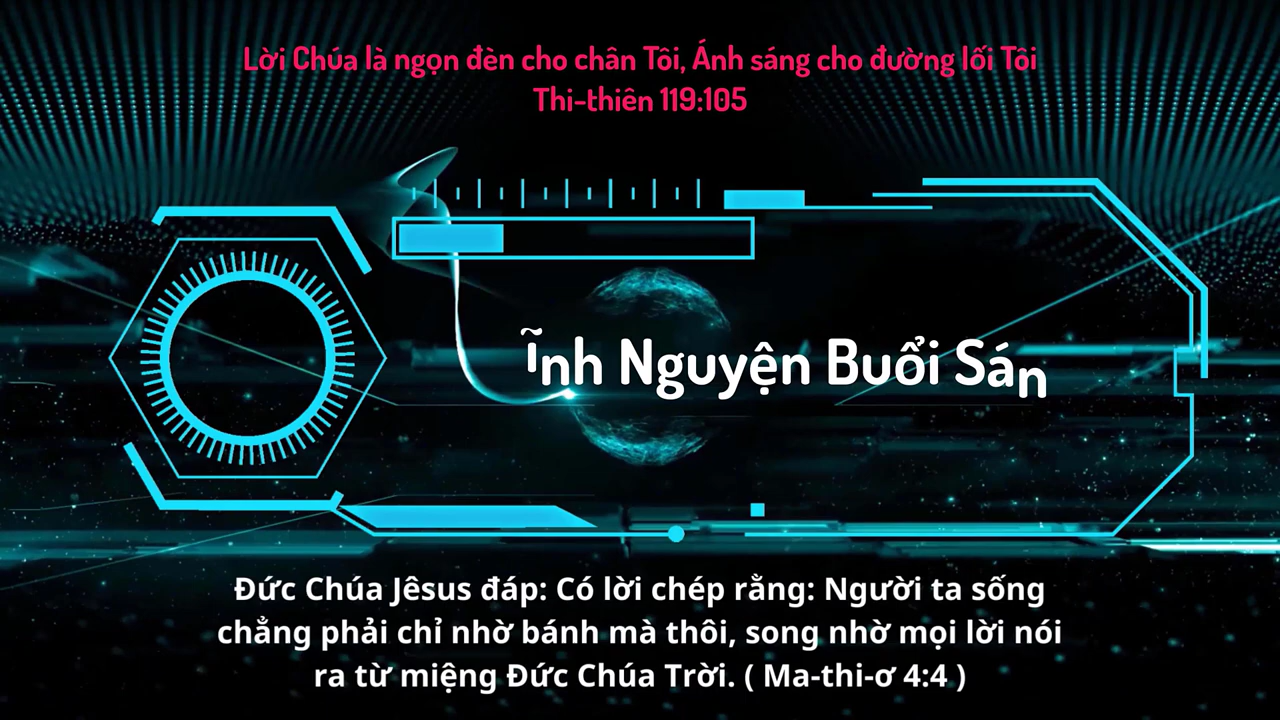 Lời Chúa là ngọn đèn cho chân Tôi, Ánh sáng cho đường lối Tôi
Thi-thiên 119:105
ĩnh Nguyện Buổi Sán
Đức Chúa Jêsus đáp: Có lời chép rằng: Người ta sống
chẳng phải chỉ nhờ bánh mà thôi, song nhờ mọi lời nói
ra từ miệng Đức Chúa Trời. ( Ma-thi-ơ 4:4 )